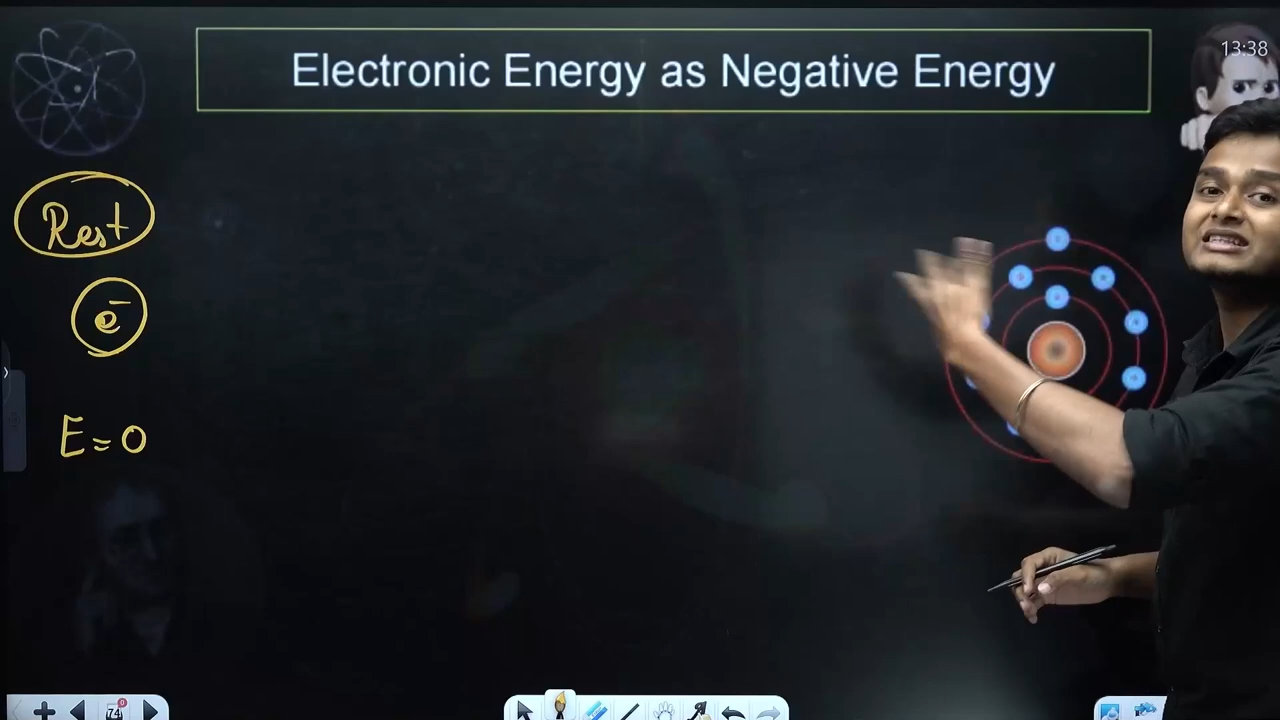 Electronic Energy as Negative Energy
13:38
Rest
e⁻
E = 0
74